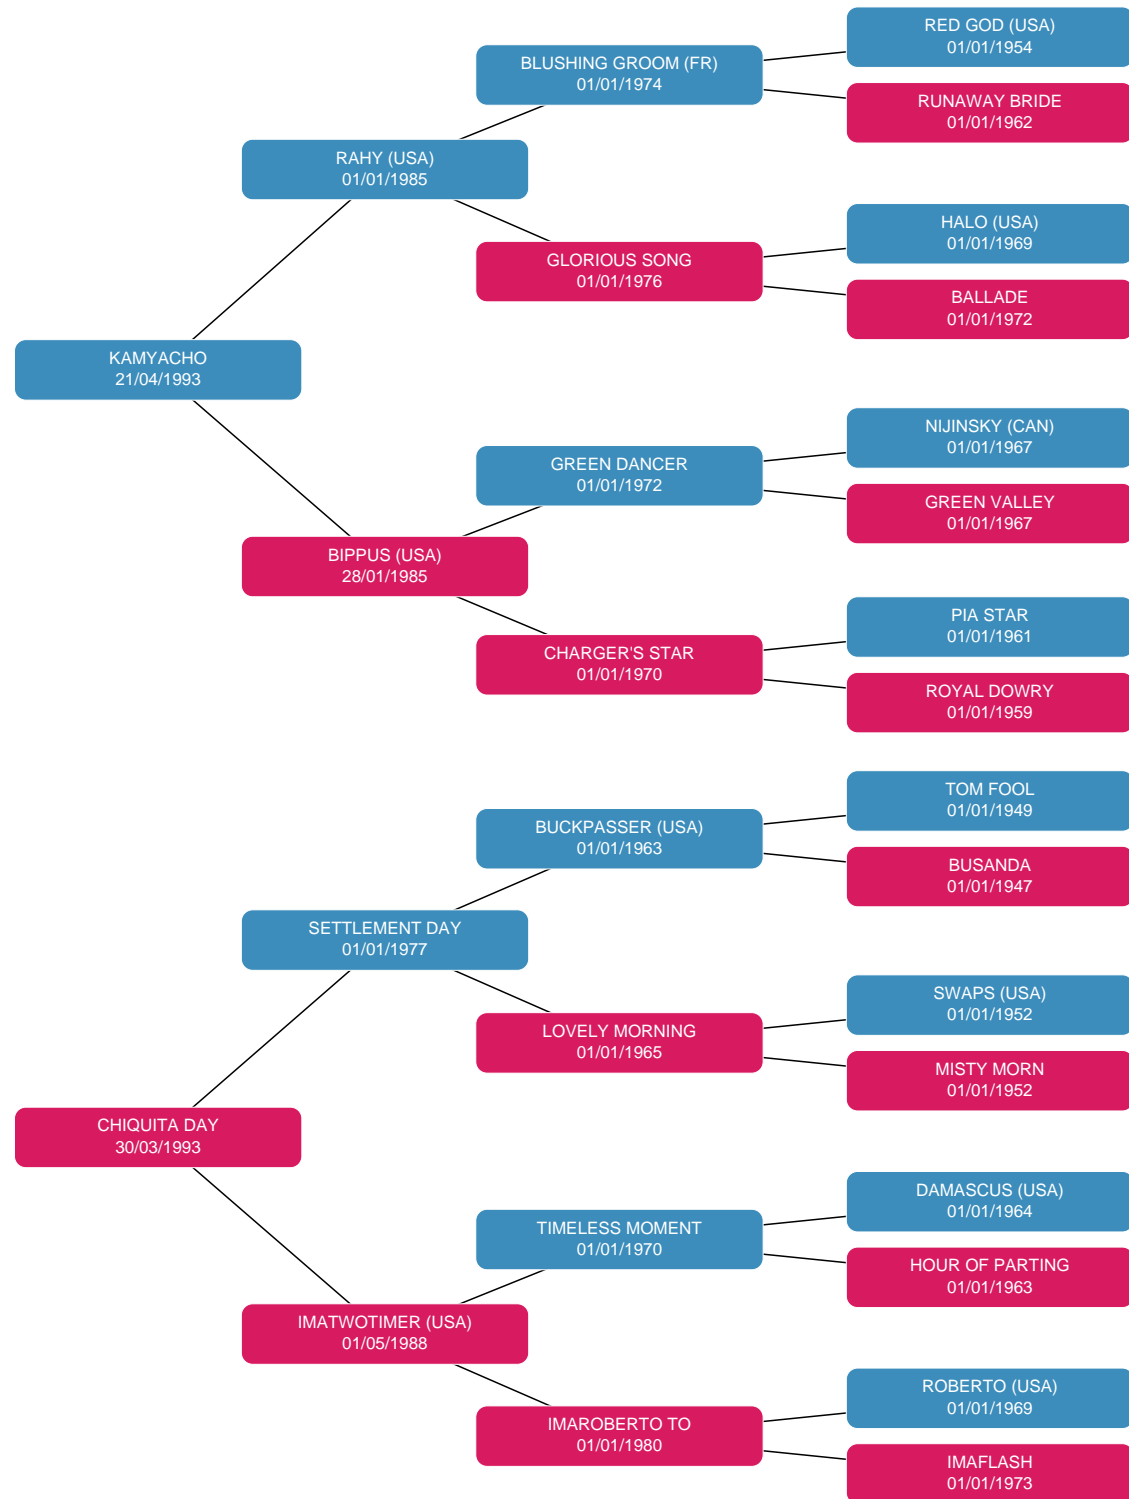 RED GOD (USA)
01/01/1954
BLUSHING GROOM (FR)
01/01/1974
RUNAWAY BRIDE
01/01/1962
RAHY (USA)
01/01/1985
HALO (USA)
01/01/1969
GLORIOUS SONG
01/01/1976
BALLADE
01/01/1972
KAMYACHO
21/04/1993
NIJINSKY (CAN)
01/01/1967
GREEN DANCER
01/01/1972
GREEN VALLEY
01/01/1967
BIPPUS (USA)
28/01/1985
PIA STAR
01/01/1961
CHARGER'S STAR
01/01/1970
ROYAL DOWRY
01/01/1959
TOM FOOL
01/01/1949
BUCKPASSER (USA)
01/01/1963
BUSANDA
01/01/1947
SETTLEMENT DAY
01/01/1977
SWAPS (USA)
01/01/1952
LOVELY MORNING
01/01/1965
MISTY MORN
01/01/1952
CHIQUITA DAY
30/03/1993
DAMASCUS (USA)
01/01/1964
TIMELESS MOMENT
01/01/1970
HOUR OF PARTING
01/01/1963
IMATWOTIMER (USA)
01/05/1988
ROBERTO (USA)
01/01/1969
IMAROBERTO TO
01/01/1980
IMAFLASH
01/01/1973